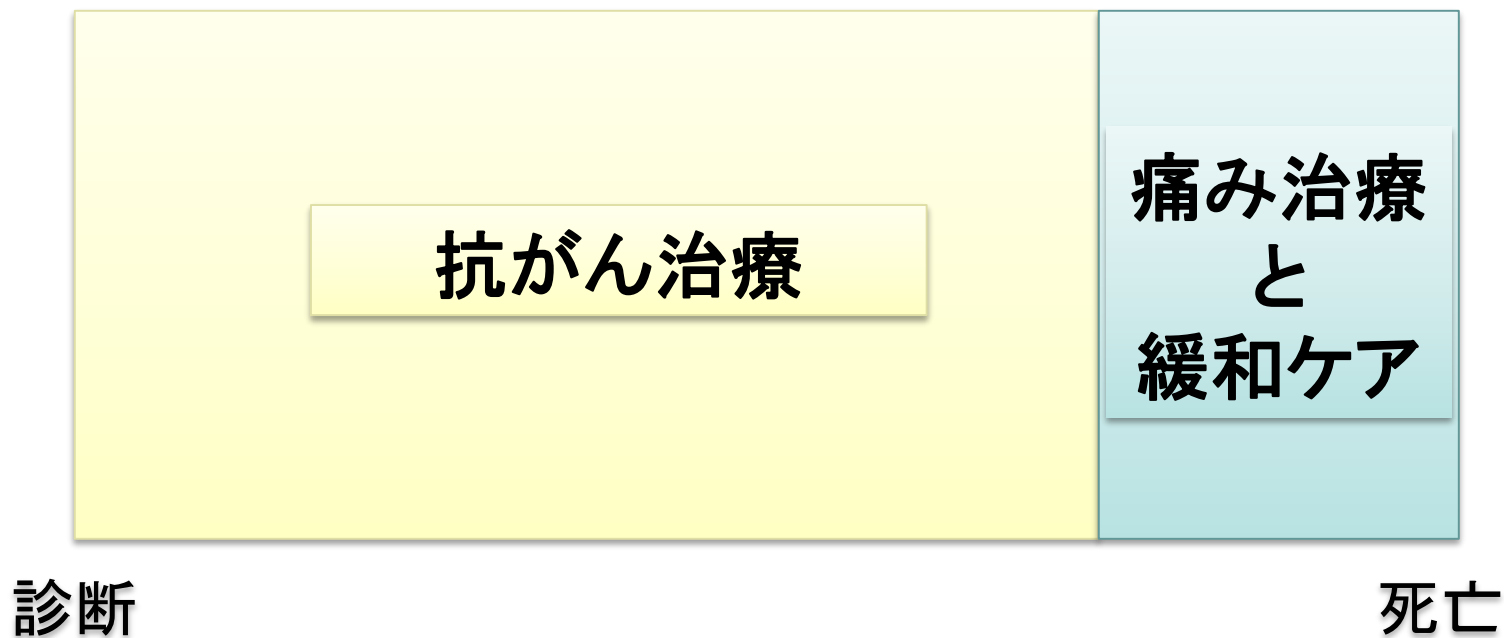 抗がん治療
痛み治療
と
緩和ケア
診断
死亡